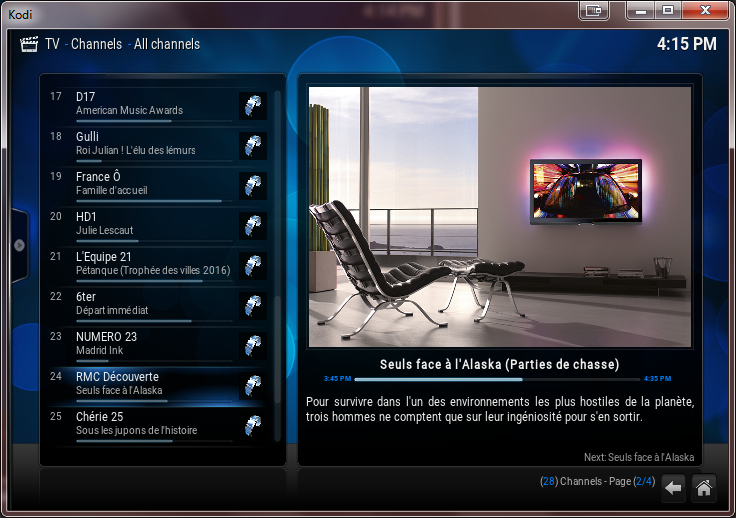 Kodi
TV - Channels - All channels
4:15 PM
17 D17
American Music Awards
18 Gulli
Roi Julian ! L'élu des lémurs
19 France Ô
Famille d'accueil
20 HD1
Julie Lescaut
21 L'Equipe 21
Pétanque (Trophée des villes 2016)
22 6ter
Départ immédiat
23 NUMERO 23
Madrid Ink
24 RMC Découverte
Seuls face à l'Alaska
25 Chérie 25
Sous les jupons de l'histoire
Seuls face à l'Alaska (Parties de chasse)
3:45 PM 4:35 PM
Pour survivre dans l'un des environnements les plus hostiles de la planète,
trois hommes ne comptent que sur leur ingéniosité pour s'en sortir.
Next: Seuls face à l'Alaska
(28) Channels - Page (2/4)